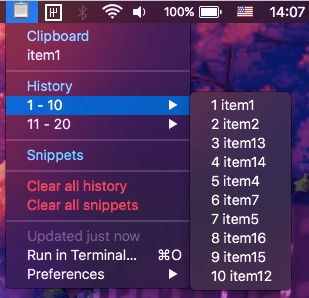 100% 14:07
Clipboard
item1
History
1 - 10
11 - 20
Snippets
Clear all history
Clear all snippets
Updated just now
Run in Terminal... ⌘O
Preferences
1 item1
2 item2
3 item13
4 item14
5 item4
6 item7
7 item5
8 item16
9 item15
10 item12